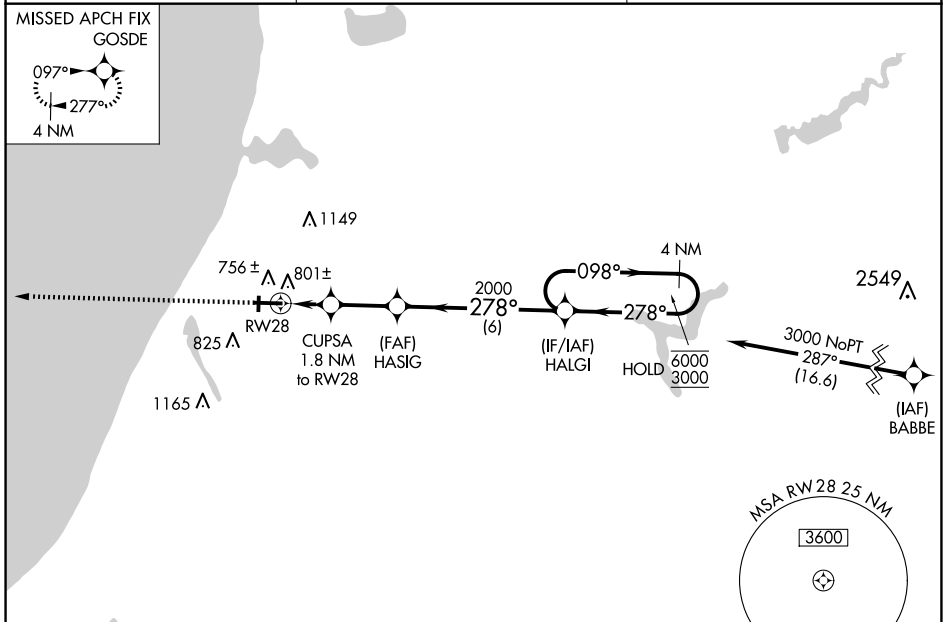 MISSED APCH FIX
GOSDE
097°
277°
4 NM
1149
4 NM
756 ±
801±
098°
2549
2000
278°
(6)
278°
RW28
825
CUPSA
1.8 NM
to RW28
(FAF)
HASIG
(IF/IAF)
HALGI
HOLD
6000
3000
3000 NoPT
287°
(16.6)
1165
(IAF)
BABBE
MSA RW 28 25 NM
3600